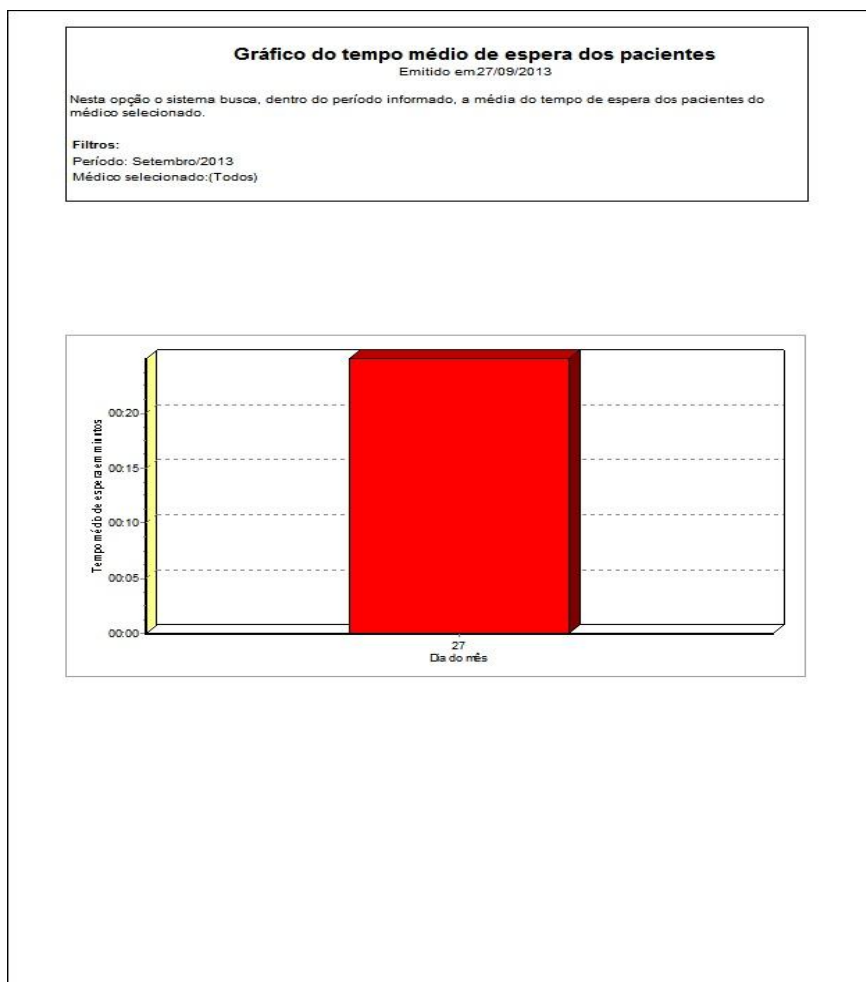 Gráfico do tempo médio de espera dos pacientes
Emitido em27/09/2013
Nesta opção o sistema busca, dentro do período informado, a média do tempo de espera dos pacientes do
médico selecionado.
Filtros:
Período: Setembro/2013
Médico selecionado:(Todos)
Tempo médio de espera em minutos
00:20
00:15
00:10
00:05
00:00
27
Dia do mês